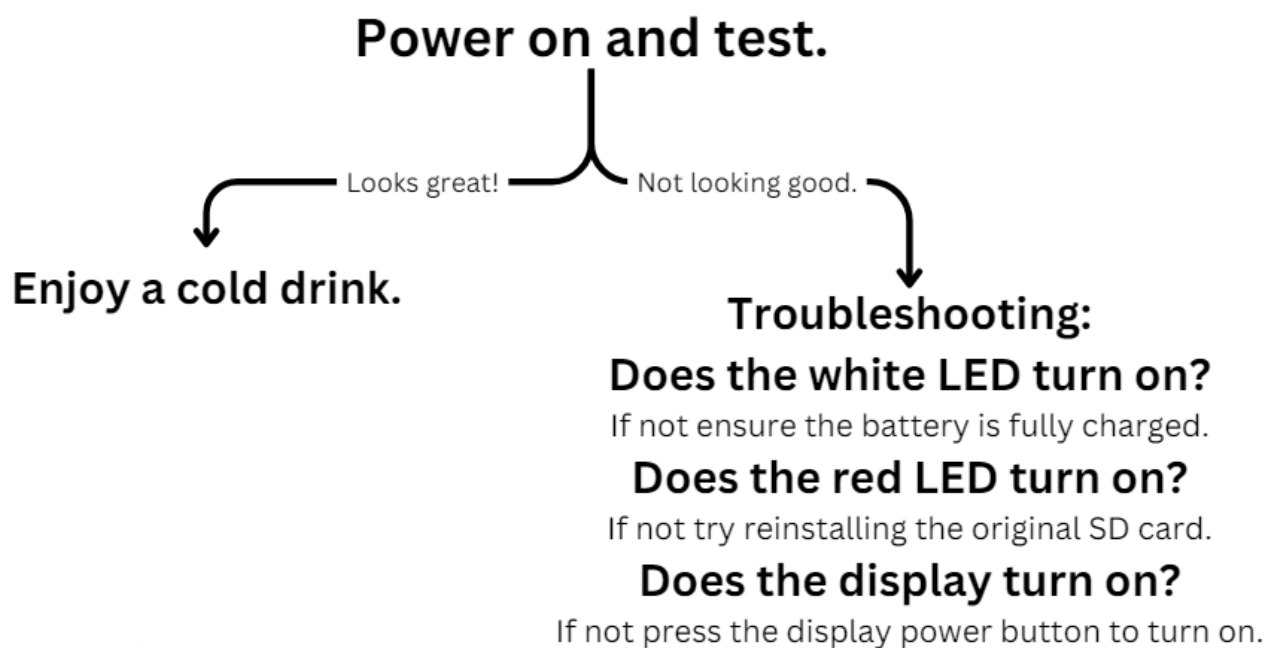 Power on and test.
Looks great!
Not looking good.
Enjoy a cold drink.
Troubleshooting:
Does the white LED turn on?
If not ensure the battery is fully charged.
Does the red LED turn on?
If not try reinstalling the original SD card.
Does the display turn on?
If not press the display power button to turn on.